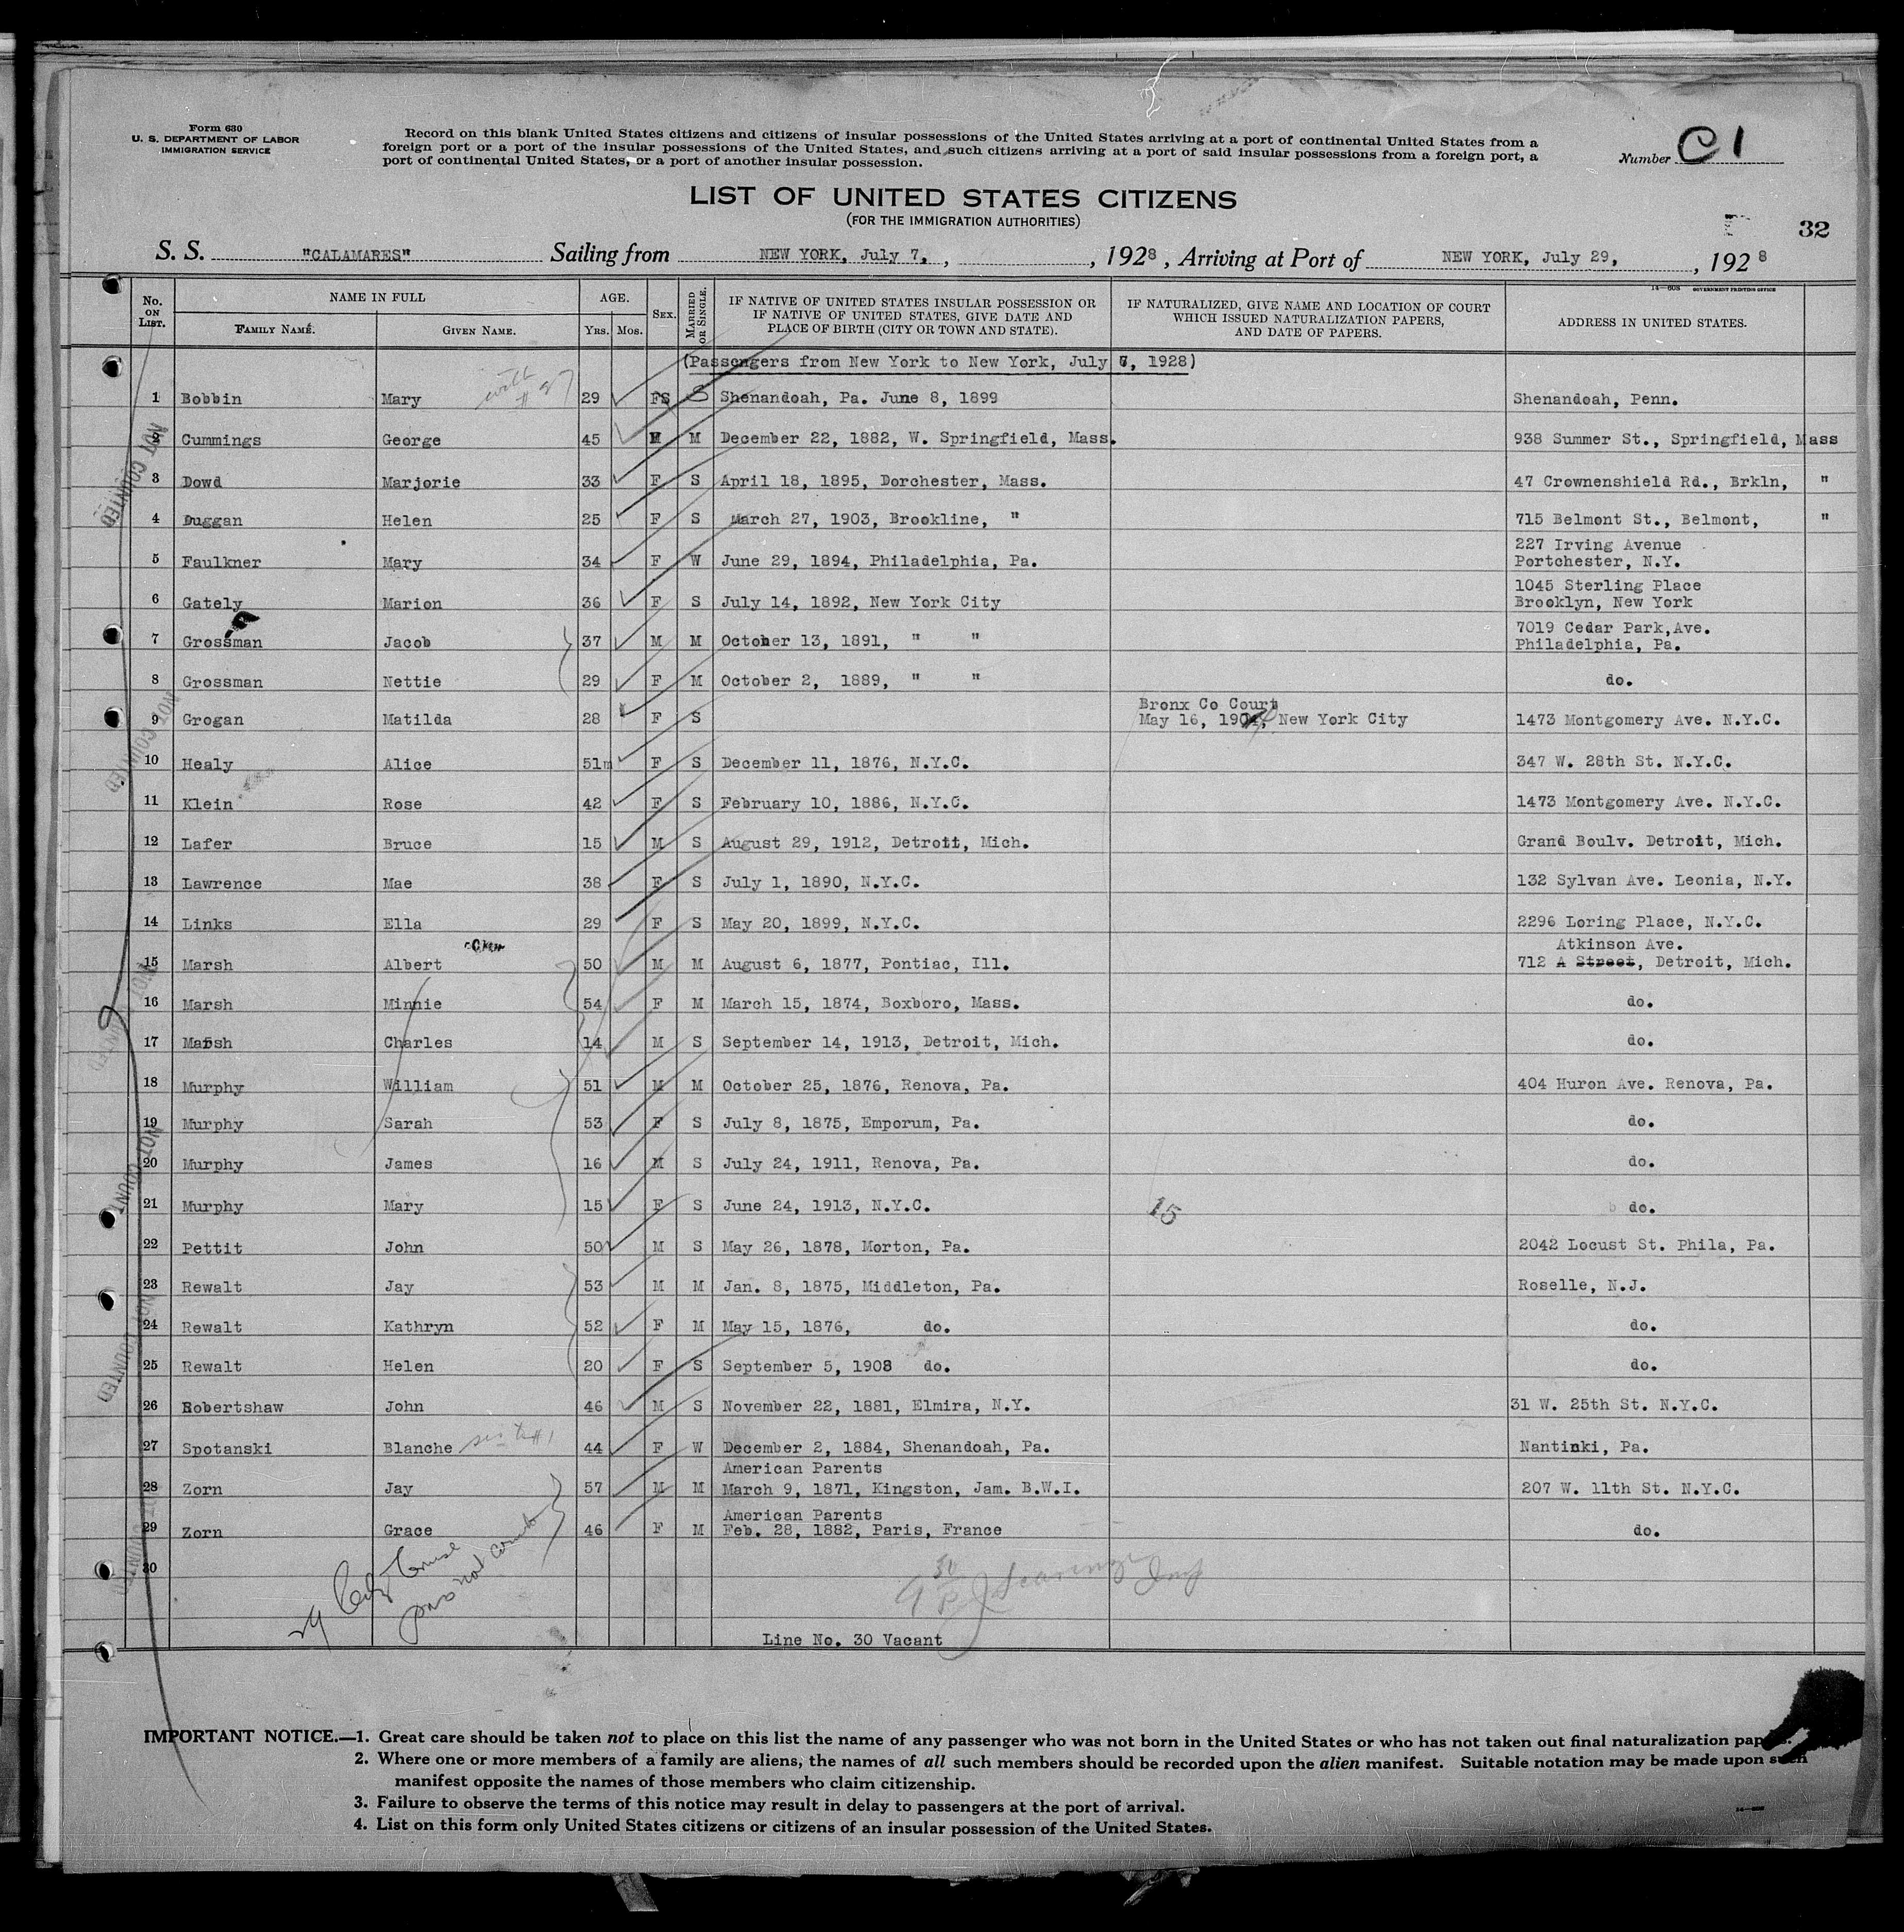 Form 630
U. S. DEPARTMENT OF LABOR
IMMIGRATION SERVICE
Record on this blank United States citizens and citizens of insular possessions of the United States arriving at a port of continental United States from a
foreign port or a port of the insular possessions of the United States, and such citizens arriving at a port of said insular possessions from a foreign port, a
port of continental United States, or a port of another insular possession.
Number C 1
LIST OF UNITED STATES CITIZENS
(FOR THE IMMIGRATION AUTHORITIES)
32
S. S. "CALAMARES" Sailing from NEW YORK, July 7, , , 1928 , Arriving at Port of NEW YORK, July 29, , 1928
14—608 GOVERNMENT PRINTING OFFICE
No. ON LIST. NAME IN FULL FAMILY NAME. GIVEN NAME. AGE. Yrs. Mos. SEX. MARRIED OR SINGLE. IF NATIVE OF UNITED STATES INSULAR POSSESSION OR IF NATIVE OF UNITED STATES, GIVE DATE AND PLACE OF BIRTH (CITY OR TOWN AND STATE). IF NATURALIZED, GIVE NAME AND LOCATION OF COURT WHICH ISSUED NATURALIZATION PAPERS, AND DATE OF PAPERS. ADDRESS IN UNITED STATES.
(Passengers from New York to New York, July 7, 1928)
1 Bobbin Mary with #27 29 F S Shenandoah, Pa. June 8, 1899 Shenandoah, Penn.
2 Cummings George 45 M M December 22, 1882, W. Springfield, Mass. 938 Summer St., Springfield, Mass
3 Dowd Marjorie 33 F S April 18, 1895, Dorchester, Mass. 47 Crownenshield Rd., Brkln, "
4 Duggan Helen 25 F S March 27, 1903, Brookline, " 715 Belmont St., Belmont, "
227 Irving Avenue
5 Faulkner Mary 34 F W June 29, 1894, Philadelphia, Pa. Portchester, N.Y.
1045 Sterling Place
6 Gately Marion 36 F S July 14, 1892, New York City Brooklyn, New York
7019 Cedar Park,Ave.
7 Grossman Jacob 37 M M October 13, 1891, " " Philadelphia, Pa.
8 Grossman Nettie 29 F M October 2, 1889, " " do.
Bronx Co Court
9 Grogan Matilda 28 F S May 16, 190 , New York City 1473 Montgomery Ave. N.Y.C.
10 Healy Alice 51m F S December 11, 1876, N.Y.C. 347 W. 28th St. N.Y.C.
11 Klein Rose 42 F S February 10, 1886, N.Y.C. 1473 Montgomery Ave. N.Y.C.
12 Lafer Bruce 15 M S August 29, 1912, Detroit, Mich. Grand Boulv. Detroit, Mich.
13 Lawrence Mae 38 F S July 1, 1890, N.Y.C. 132 Sylvan Ave. Leonia, N.Y.
14 Links Ella 29 F S May 20, 1899, N.Y.C. 2296 Loring Place, N.Y.C.
Atkinson Ave.
15 Marsh Albert 50 M M August 6, 1877, Pontiac, Ill. 712 A Street, Detroit, Mich.
16 Marsh Minnie 54 F M March 15, 1874, Boxboro, Mass. do.
17 Marsh Charles 14 M S September 14, 1913, Detroit, Mich. do.
18 Murphy William 51 M M October 25, 1876, Renova, Pa. 404 Huron Ave. Renova, Pa.
19 Murphy Sarah 53 F S July 8, 1875, Emporum, Pa. do.
20 Murphy James 16 M S July 24, 1911, Renova, Pa. do.
21 Murphy Mary 15 F S June 24, 1913, N.Y.C. 15 do.
22 Pettit John 50 M S May 26, 1878, Morton, Pa. 2042 Locust St. Phila, Pa.
23 Rewalt Jay 53 M M Jan. 8, 1875, Middleton, Pa. Roselle, N.J.
24 Rewalt Kathryn 52 F M May 15, 1876, do. do.
25 Rewalt Helen 20 F S September 5, 1908 do. do.
26 Robertshaw John 46 M S November 22, 1881, Elmira, N.Y. 31 W. 25th St. N.Y.C.
27 Spotanski Blanche sister #1 44 F W December 2, 1884, Shenandoah, Pa. Nantinki, Pa.
American Parents
28 Zorn Jay 57 M M March 9, 1871, Kingston, Jam. B.W.I. 207 W. 11th St. N.Y.C.
American Parents
29 Zorn Grace 46 F M Feb. 28, 1882, Paris, France do.
30
29 Citz Cruise
pass not count
Line No. 30 Vacant
NOT COUNTED
NOT COUNTED
NOT COUNTED
NOT COUNTED
NOT COUNTED
NOT COUNTED
IMPORTANT NOTICE.—1. Great care should be taken not to place on this list the name of any passenger who was not born in the United States or who has not taken out final naturalization papers.
2. Where one or more members of a family are aliens, the names of all such members should be recorded upon the alien manifest. Suitable notation may be made upon such
manifest opposite the names of those members who claim citizenship.
3. Failure to observe the terms of this notice may result in delay to passengers at the port of arrival.
4. List on this form only United States citizens or citizens of an insular possession of the United States.